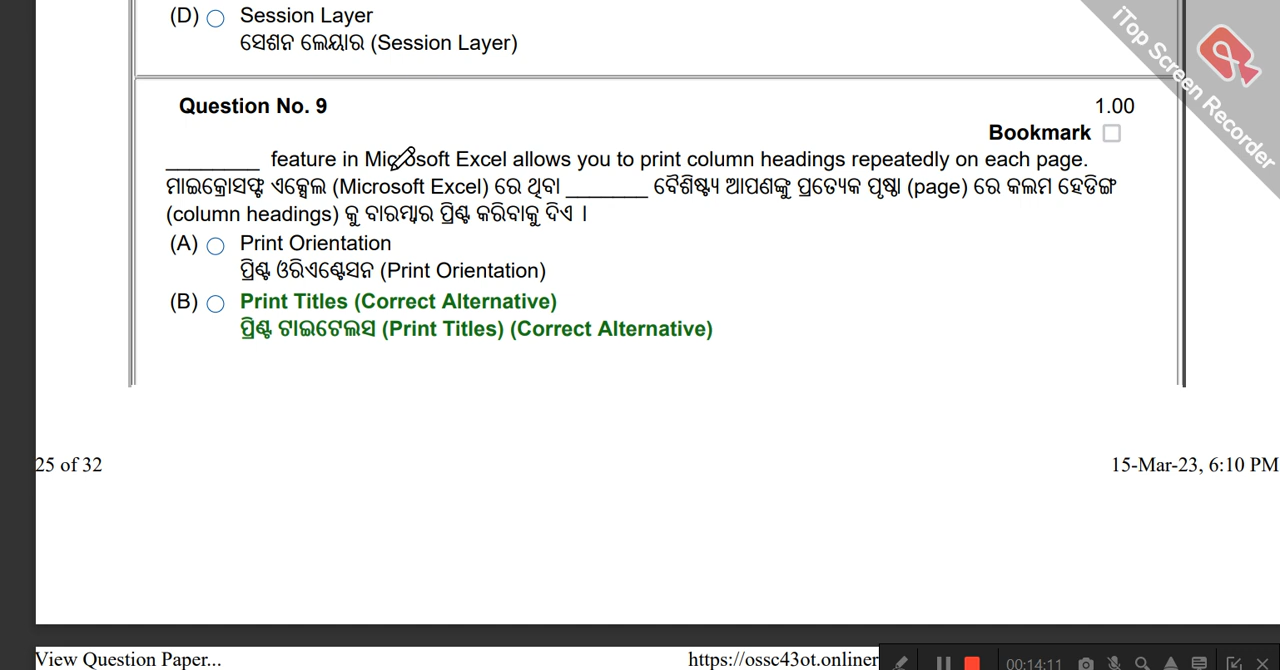 (D) Session Layer
ସେଶନ ଲେୟାର (Session Layer)
iTop Screen Recorder
Question No. 9 1.00
Bookmark
________ feature in Microsoft Excel allows you to print column headings repeatedly on each page.
ମାଇକ୍ରୋସଫ୍ଟ ଏକ୍ସେଲ (Microsoft Excel) ରେ ଥିବା _______ ବୈଶିଷ୍ଟ୍ୟ ଆପଣଙ୍କୁ ପ୍ରତ୍ୟେକ ପୃଷ୍ଠା (page) ରେ କଲମ ହେଡିଙ୍ଗ
(column headings) କୁ ବାରମ୍ବାର ପ୍ରିଣ୍ଟ କରିବାକୁ ଦିଏ ।
(A) Print Orientation
ପ୍ରିଣ୍ଟ ଓରିଏଣ୍ଟେସନ (Print Orientation)
(B) Print Titles (Correct Alternative)
ପ୍ରିଣ୍ଟ ଟାଇଟେଲସ (Print Titles) (Correct Alternative)
25 of 32 15-Mar-23, 6:10 PM
View Question Paper... https://ossc43ot.onliner
00:14:11